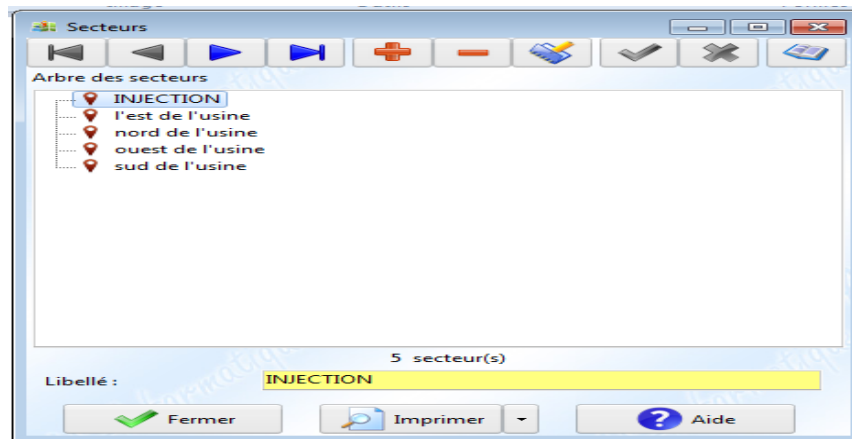 Secteurs
Arbre des secteurs
INJECTION
l'est de l'usine
nord de l'usine
ouest de l'usine
sud de l'usine
5 secteur(s)
Libellé : INJECTION
Fermer Imprimer Aide